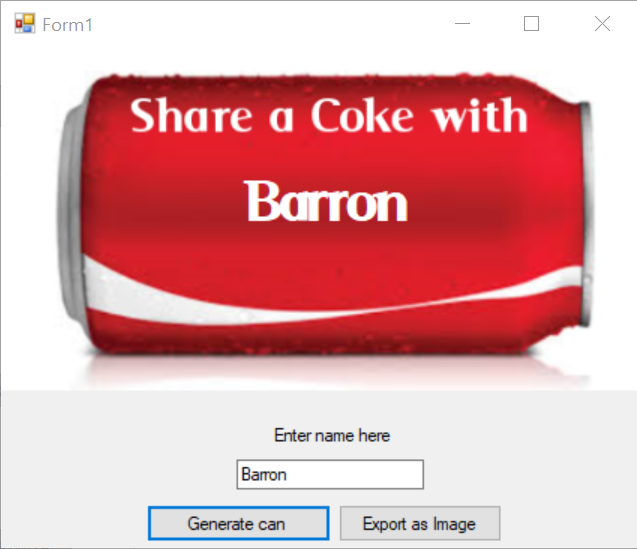 Form1
Share a Coke with
Barron
Enter name here
Barron
Generate can
Export as Image